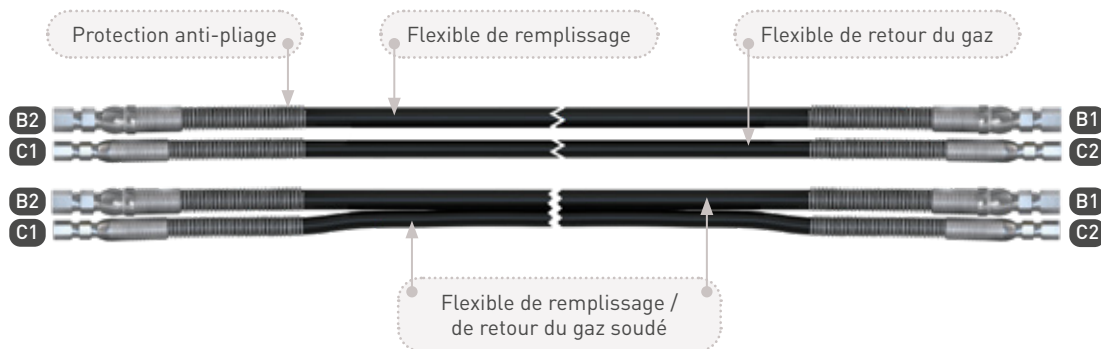 Protection anti-pliage
Flexible de remplissage
Flexible de retour du gaz
B2
B1
C1
C2
B2
B1
C1
C2
Flexible de remplissage /
de retour du gaz soudé